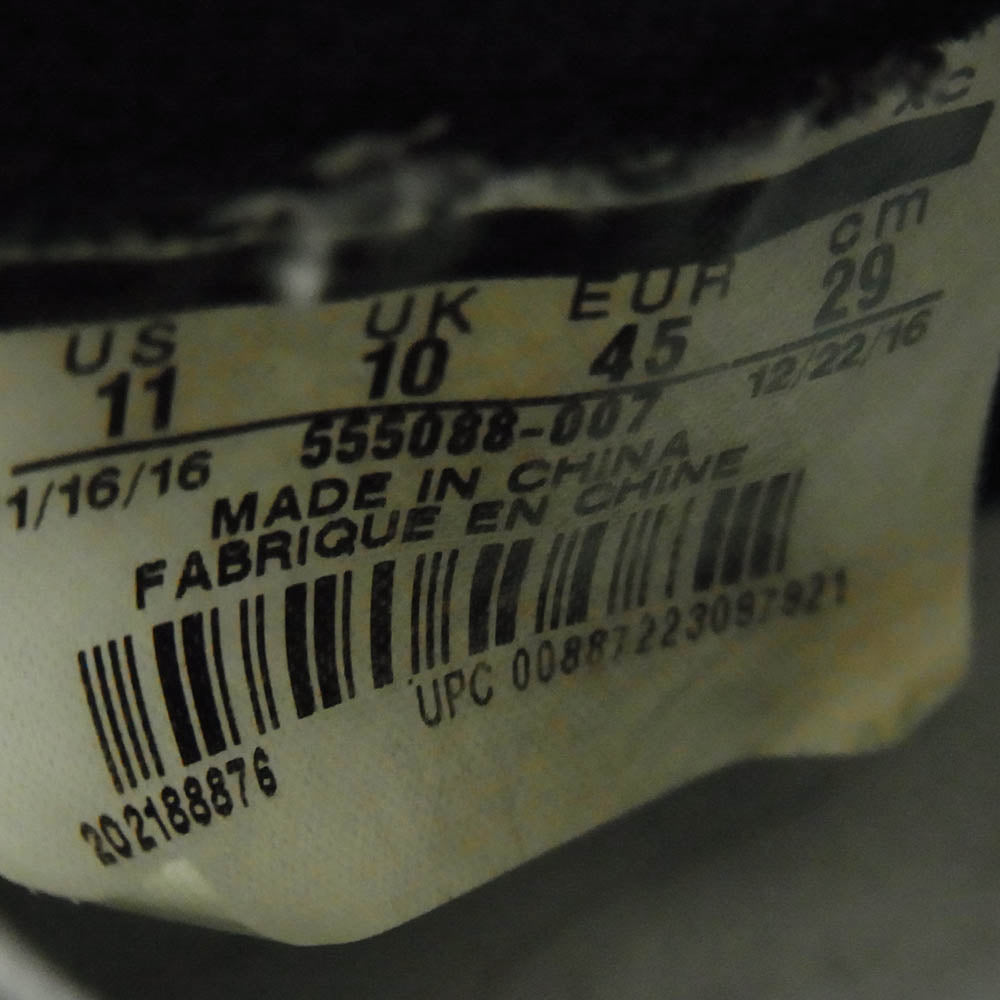 XC
US UK EUR cm
11 10 45 29
1/16/16 555088-007 12/22/16
MADE IN CHINA
FABRIQUE EN CHINE
UPC 00887223097921
202188876